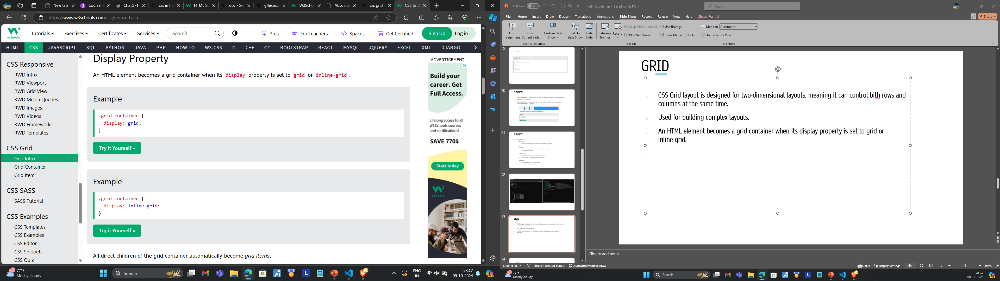 New tab
Course: T
ChatGPT
css in htm
HTML St
doc - Sea
gflexbox
W3Schoo
Absolute
css grid
CSS Grid
https://www.w3schools.com/css/css_grid.asp
W3 schools
Tutorials Exercises Certificates Services Search... Plus For Teachers Spaces Get Certified Sign Up Log in
HTML CSS JAVASCRIPT SQL PYTHON JAVA PHP HOW TO W3.CSS C C++ C# BOOTSTRAP REACT MYSQL JQUERY EXCEL XML DJANGO
CSS Responsive
RWD Intro
RWD Viewport
RWD Grid View
RWD Media Queries
RWD Images
RWD Videos
RWD Frameworks
RWD Templates
CSS Grid
Grid Intro
Grid Container
Grid Item
CSS SASS
SASS Tutorial
CSS Examples
CSS Templates
CSS Examples
CSS Editor
CSS Snippets
CSS Quiz
Display Property
An HTML element becomes a grid container when its display property is set to grid or inline-grid.
Example
.grid-container {
display: grid;
}
Try it Yourself »
Example
.grid-container {
display: inline-grid;
}
Try it Yourself »
All direct children of the grid container automatically become grid items.
ADVERTISEMENT
Build your
career. Get
Full Access.
Lifelong access to all
W3Schools courses
and certifications!
SAVE 770$
Start today
W3 schools
1
77°F
Mostly cloudy
Search
ENG
IN
23:17
09-10-2024
AutoSave Off mod4_boootstrap • Saved to this PC Search
File Home Insert Draw Design Transitions Animations Slide Show Record Review View Help Shape Format
Share
From Beginning
From Current Slide
Custom Slide Show
Set Up Slide Show
Hide Slide
Rehearse Timings
Record
Keep Slides Updated
Play Narrations
Use Timings
Show Media Controls
Monitor: Automatic
Use Presenter View
Start Slide Show
Set Up
Monitors
9
10
FLEXBOX
1 2 3
11
FLEXBOX
12
13
GRID
14
GRID
CSS Grid layout is designed for two-dimensional layouts, meaning it can control bith rows and
columns at the same time.
Used for building complex layouts.
An HTML element becomes a grid container when its display property is set to grid or
inline-grid.
Click to add notes
Slide 13 of 17 English (United States) Accessibility: Investigate Notes Display Settings 104%
1
77°F
Mostly cloudy
Search
23:17
09-10-2024